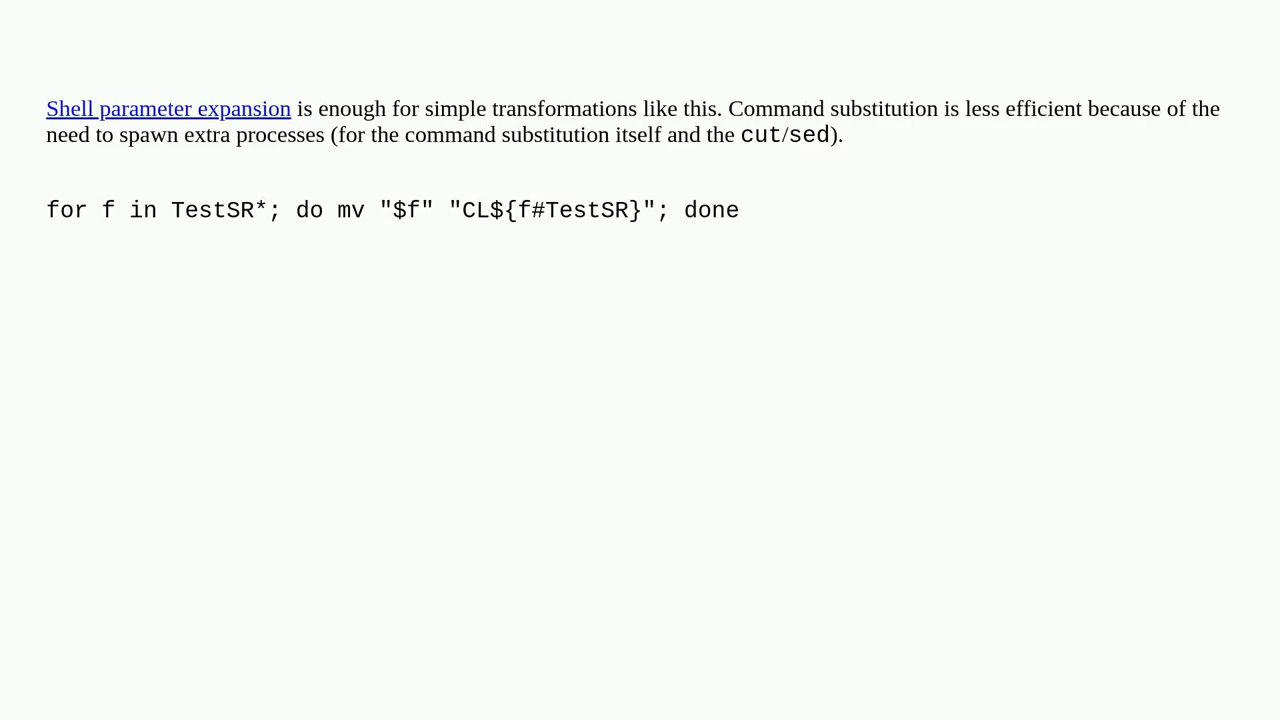 Shell parameter expansion is enough for simple transformations like this. Command substitution is less efficient because of the
need to spawn extra processes (for the command substitution itself and the cut/sed).
for f in TestSR*; do mv "$f" "CL${f#TestSR}"; done